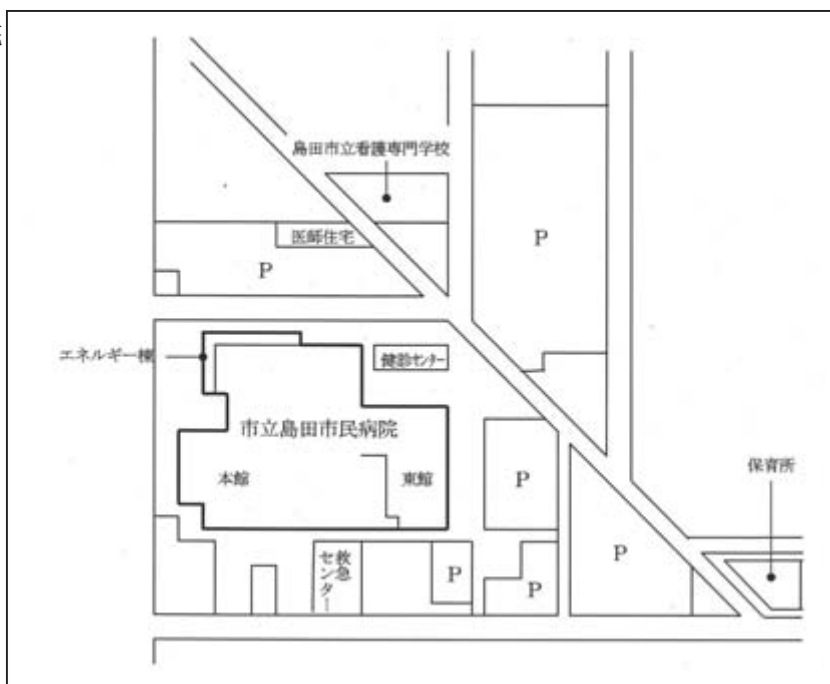 島田市立看護専門学校
医師住宅
P
P
エネルギー棟
健診センター
市立島田市民病院
本館
東館
P
保育所
救急
センター
P
P
P